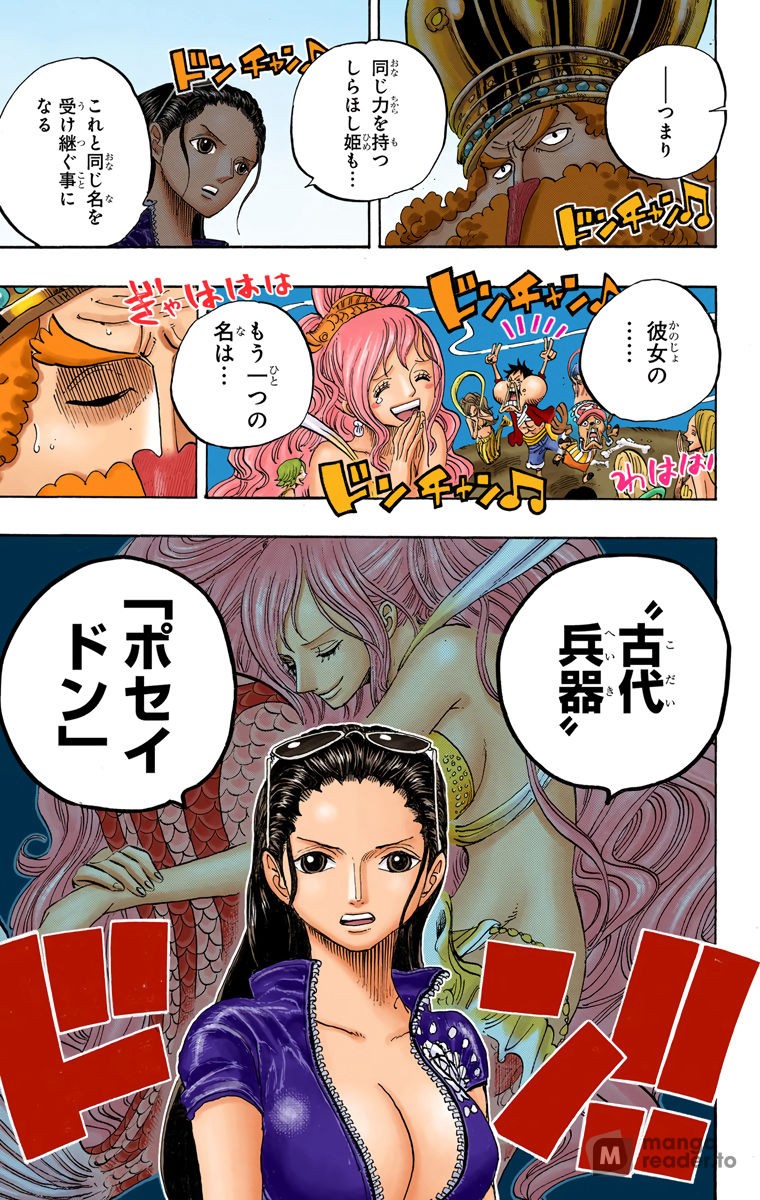 ――つまり
ドンチャン♫
同じ力を持つ
しらほし姫も…
ドンチャン♫
これと同じ名を
受け継ぐ事に
なる
彼女の
……
ドンチャン♫
わはは
ドンチャン♫
もう一つの
名は…
ぎゃははは
〝古代
兵器〟
「ポセイ
ドン」
ドン!!
manga
reader.to